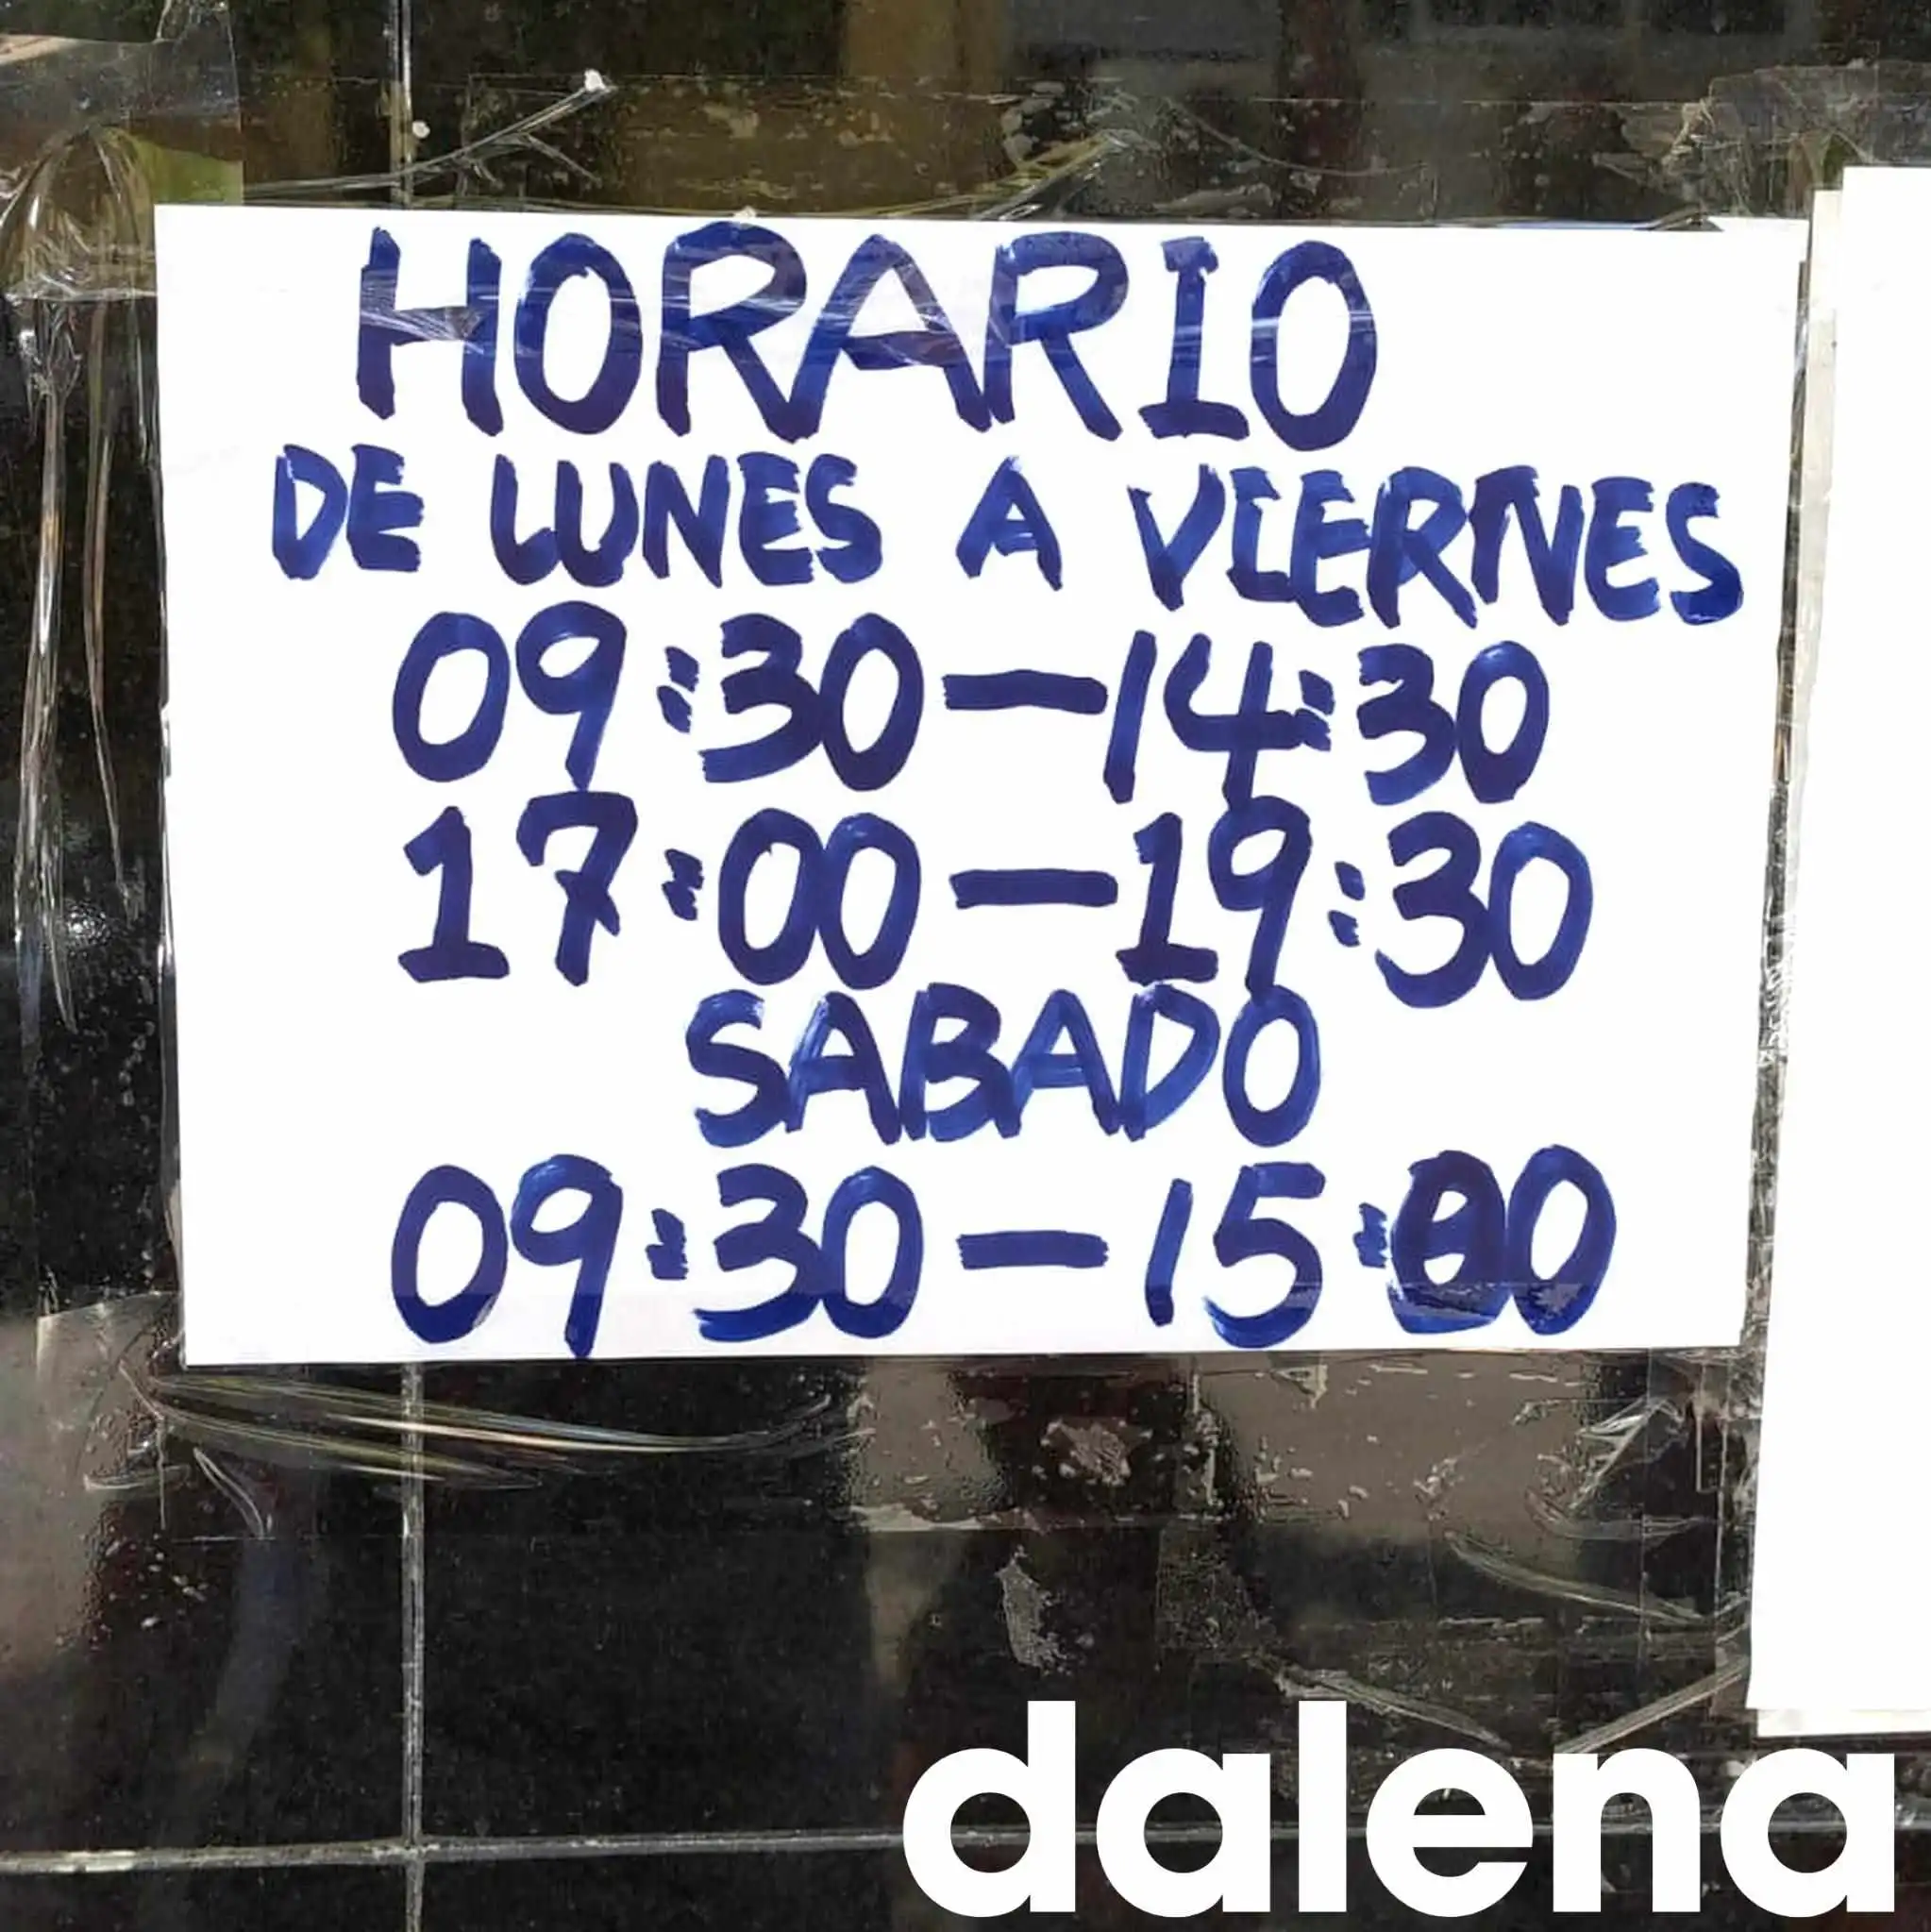 HORARIO
DE LUNES A VIERNES
09:30—14:30
17:00—19:30
SABADO
09:30—15:00
dalena